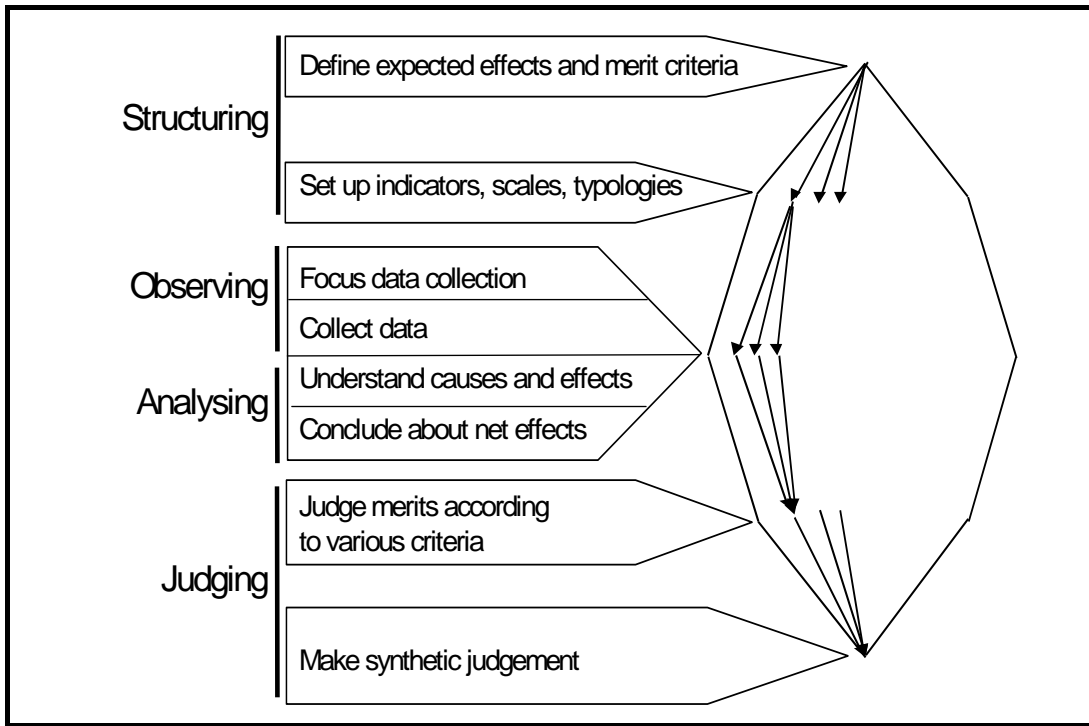 Structuring
Define expected effects and merit criteria
Set up indicators, scales, typologies
Observing
Focus data collection
Collect data
Analysing
Understand causes and effects
Conclude about net effects
Judging
Judge merits according
to various criteria
Make synthetic judgement